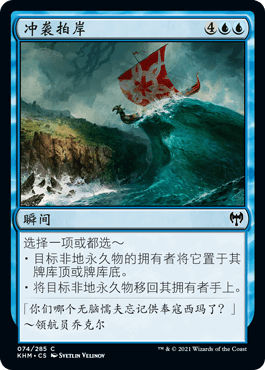 冲袭拍岸 4
瞬间
选择一项或都选～
・目标非地永久物的拥有者将它置于其
牌库顶或牌库底。
・将目标非地永久物移回其拥有者手上。
「你们哪个无脑懦夫忘记供奉寇西玛了？」
～领航员乔克尔
074/285 C
KHM • CS SVETLIN VELINOV
™ & © 2021 Wizards of the Coast